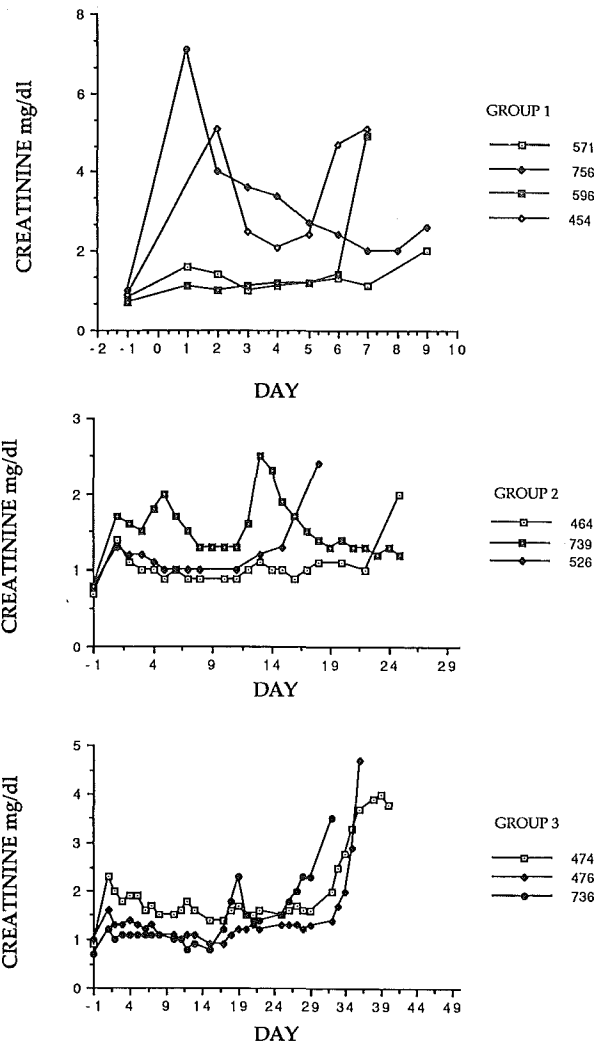 8
6
4
2
0
-2 -1 0 1 2 3 4 5 6 7 8 9 10
CREATININE mg/dl
DAY
GROUP 1
571
756
596
454
3
2
1
0
-1 4 9 14 19 24 29
CREATININE mg/dl
DAY
GROUP 2
464
739
526
5
4
3
2
1
0
-1 4 9 14 19 24 29 34 39 44 49
CREATININE mg/dl
DAY
GROUP 3
474
476
736